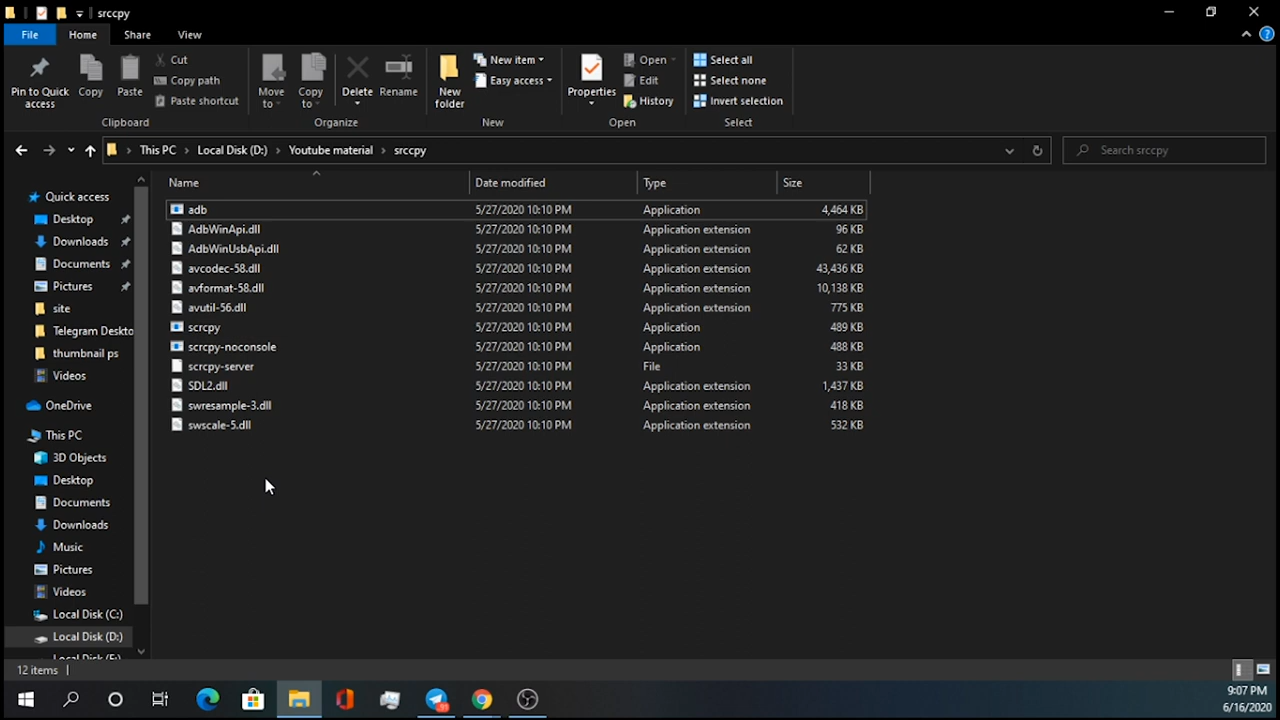 srccpy
File Home Share View
Pin to Quick access
Copy
Paste
Cut
Copy path
Paste shortcut
Clipboard
Move to
Copy to
Delete
Rename
Organize
New folder
New item
Easy access
New
Properties
Open
Edit
History
Open
Select all
Select none
Invert selection
Select
This PC > Local Disk (D:) > Youtube material > srccpy
Search srccpy
Name Date modified Type Size
adb 5/27/2020 10:10 PM Application 4,464 KB
AdbWinApi.dll 5/27/2020 10:10 PM Application extension 96 KB
AdbWinUsbApi.dll 5/27/2020 10:10 PM Application extension 62 KB
avcodec-58.dll 5/27/2020 10:10 PM Application extension 43,436 KB
avformat-58.dll 5/27/2020 10:10 PM Application extension 10,138 KB
avutil-56.dll 5/27/2020 10:10 PM Application extension 775 KB
scrcpy 5/27/2020 10:10 PM Application 489 KB
scrcpy-noconsole 5/27/2020 10:10 PM Application 488 KB
scrcpy-server 5/27/2020 10:10 PM File 33 KB
SDL2.dll 5/27/2020 10:10 PM Application extension 1,437 KB
swresample-3.dll 5/27/2020 10:10 PM Application extension 418 KB
swscale-5.dll 5/27/2020 10:10 PM Application extension 532 KB
Quick access
Desktop
Downloads
Documents
Pictures
site
Telegram Deskto
thumbnail ps
Videos
OneDrive
This PC
3D Objects
Desktop
Documents
Downloads
Music
Pictures
Videos
Local Disk (C:)
Local Disk (D:)
12 items
9:07 PM
6/16/2020